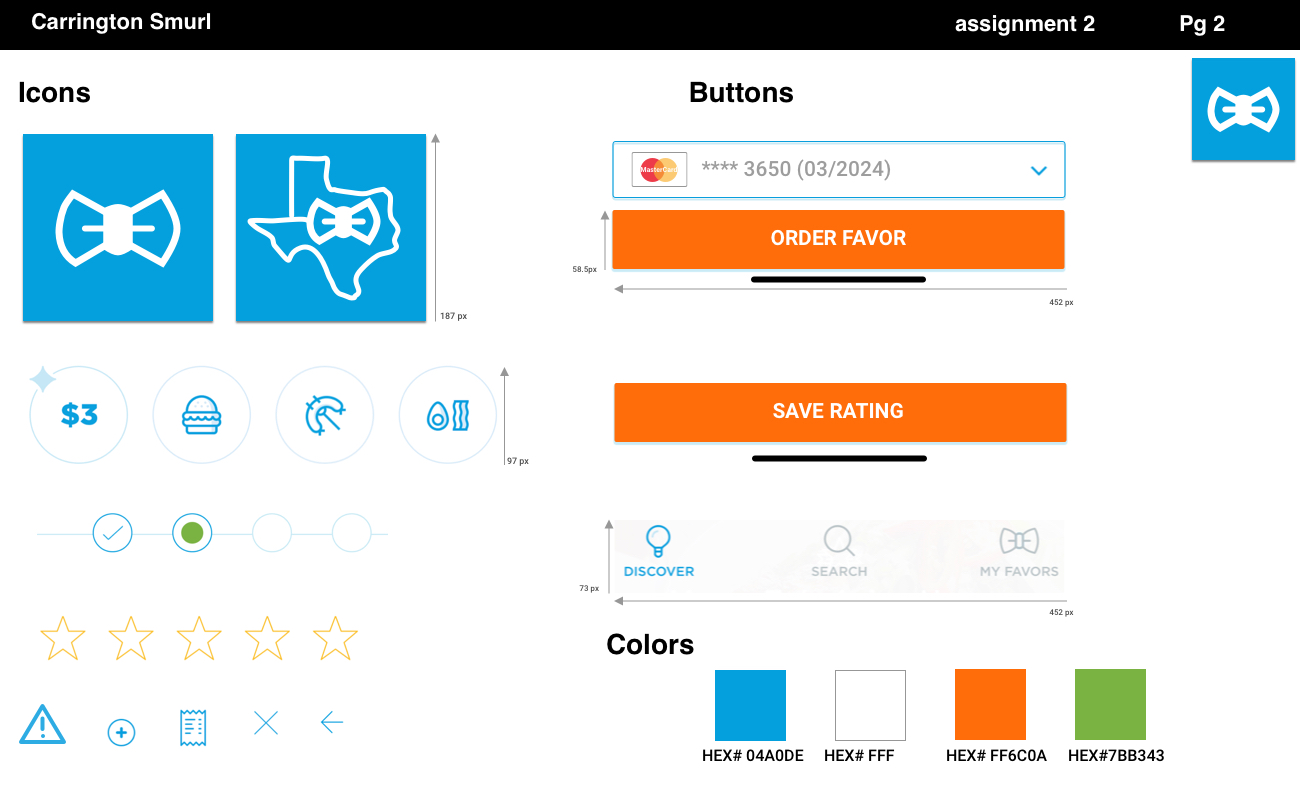 Carrington Smurl
assignment 2
Pg 2
Icons
187 px
$3
97 px
Buttons
MasterCard
**** 3650 (03/2024)
ORDER FAVOR
58.5px
452 px
SAVE RATING
DISCOVER
SEARCH
MY FAVORS
73 px
452 px
Colors
HEX# 04A0DE
HEX# FFF
HEX# FF6C0A
HEX#7BB343